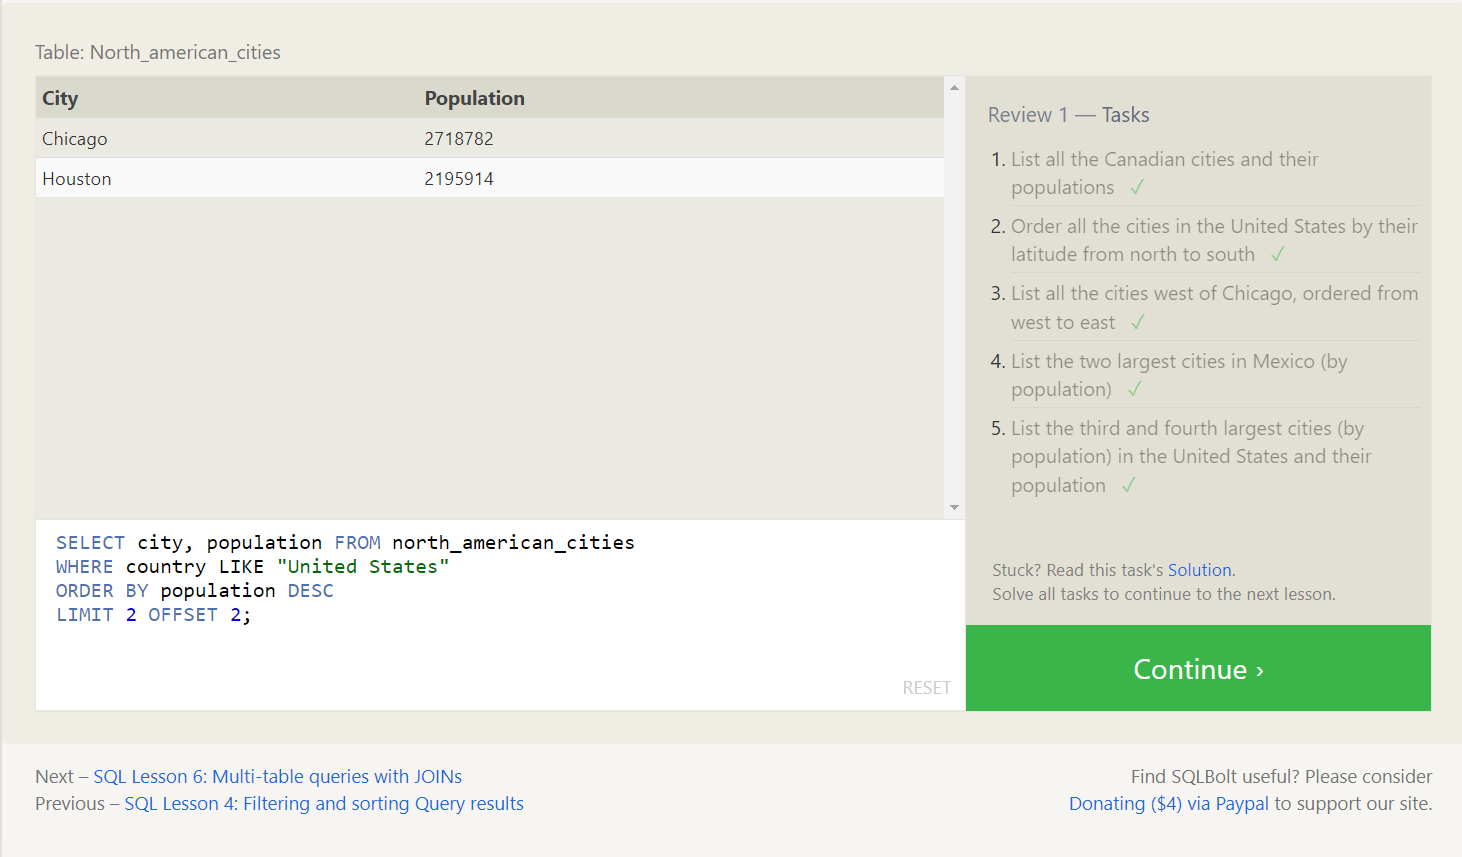 Table: North_american_cities
City Population
Chicago 2718782
Houston 2195914
SELECT city, population FROM north_american_cities
WHERE country LIKE "United States"
ORDER BY population DESC
LIMIT 2 OFFSET 2;
RESET
Review 1 — Tasks
1. List all the Canadian cities and their
populations ✓
2. Order all the cities in the United States by their
latitude from north to south ✓
3. List all the cities west of Chicago, ordered from
west to east ✓
4. List the two largest cities in Mexico (by
population) ✓
5. List the third and fourth largest cities (by
population) in the United States and their
population ✓
Stuck? Read this task's Solution.
Solve all tasks to continue to the next lesson.
Continue ›
Next – SQL Lesson 6: Multi-table queries with JOINs
Previous – SQL Lesson 4: Filtering and sorting Query results
Find SQLBolt useful? Please consider
Donating ($4) via Paypal to support our site.